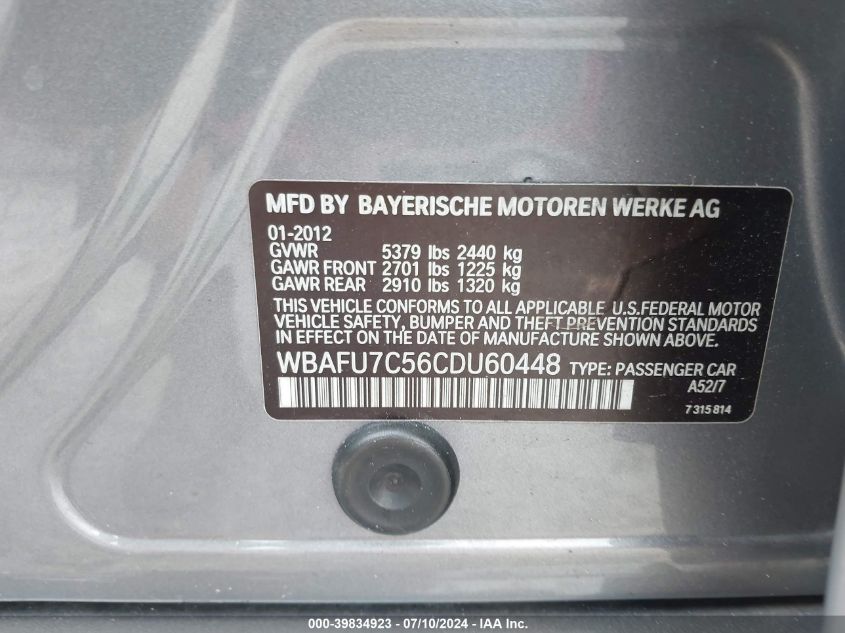 MFD BY BAYERISCHE MOTOREN WERKE AG
01-2012
GVWR 5379 lbs 2440 kg
GAWR FRONT 2701 lbs 1225 kg
GAWR REAR 2910 lbs 1320 kg
THIS VEHICLE CONFORMS TO ALL APPLICABLE U.S.FEDERAL MOTOR
VEHICLE SAFETY, BUMPER AND THEFT PREVENTION STANDARDS
IN EFFECT ON THE DATE OF MANUFACTURE SHOWN ABOVE.
WBAFU7C56CDU60448 TYPE: PASSENGER CAR
A52/7
7 315 814
000-39834923 / 07/10/2024 - IAA Inc.